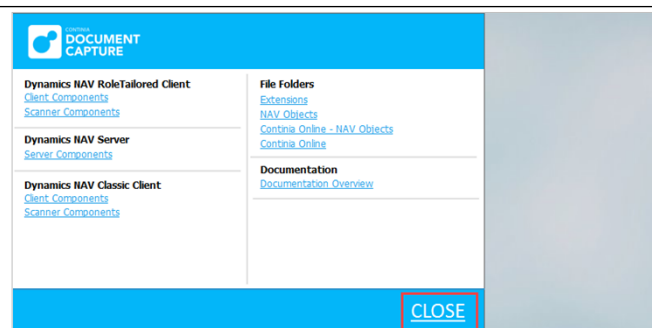 CONTINIA
DOCUMENT
CAPTURE
Dynamics NAV RoleTailored Client
Client Components
Scanner Components
Dynamics NAV Server
Server Components
Dynamics NAV Classic Client
Client Components
Scanner Components
File Folders
Extensions
NAV Objects
Continia Online - NAV Objects
Continia Online
Documentation
Documentation Overview
CLOSE